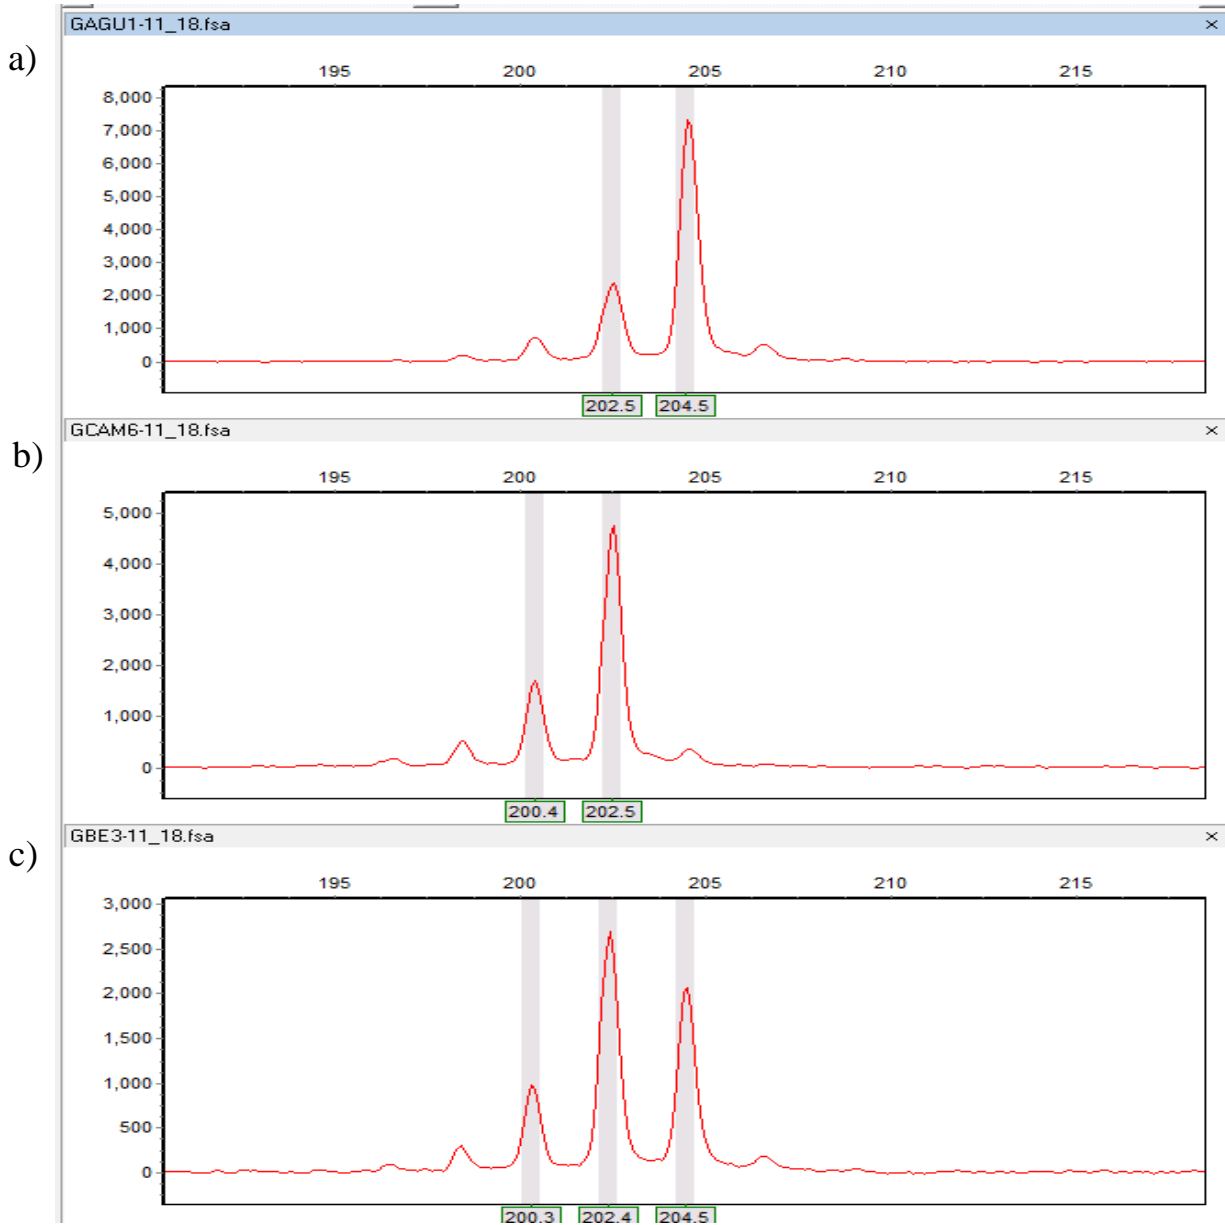 GAGU1-11_18.fsa ×
a)
195 200 205 210 215
8,000
7,000
6,000
5,000
4,000
3,000
2,000
1,000
0
202.5 204.5
GCAM6-11_18.fsa ×
b)
195 200 205 210 215
5,000
4,000
3,000
2,000
1,000
0
200.4 202.5
GBE3-11_18.fsa ×
c)
195 200 205 210 215
3,000
2,500
2,000
1,500
1,000
500
0
200.3 202.4 204.5